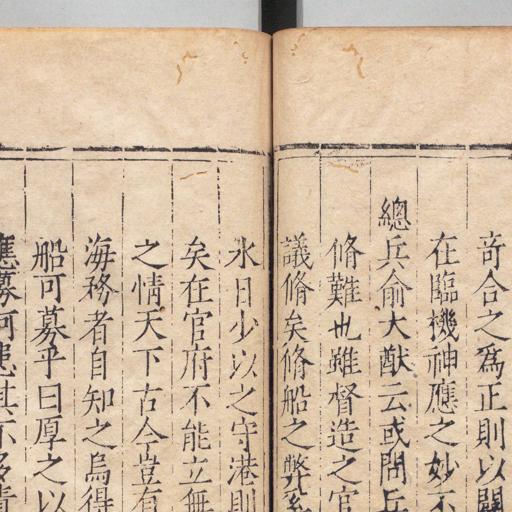 奇合之爲正則以
在臨機神應之妙不
總兵俞大猷云或問兵
脩難也雖督造之官
議脩矣脩船之弊
水日少以之守港則
矣在官府不能立無
之情天下古今豈有
海務者自知之烏得
船可募乎曰厚之以
應募何患其不多